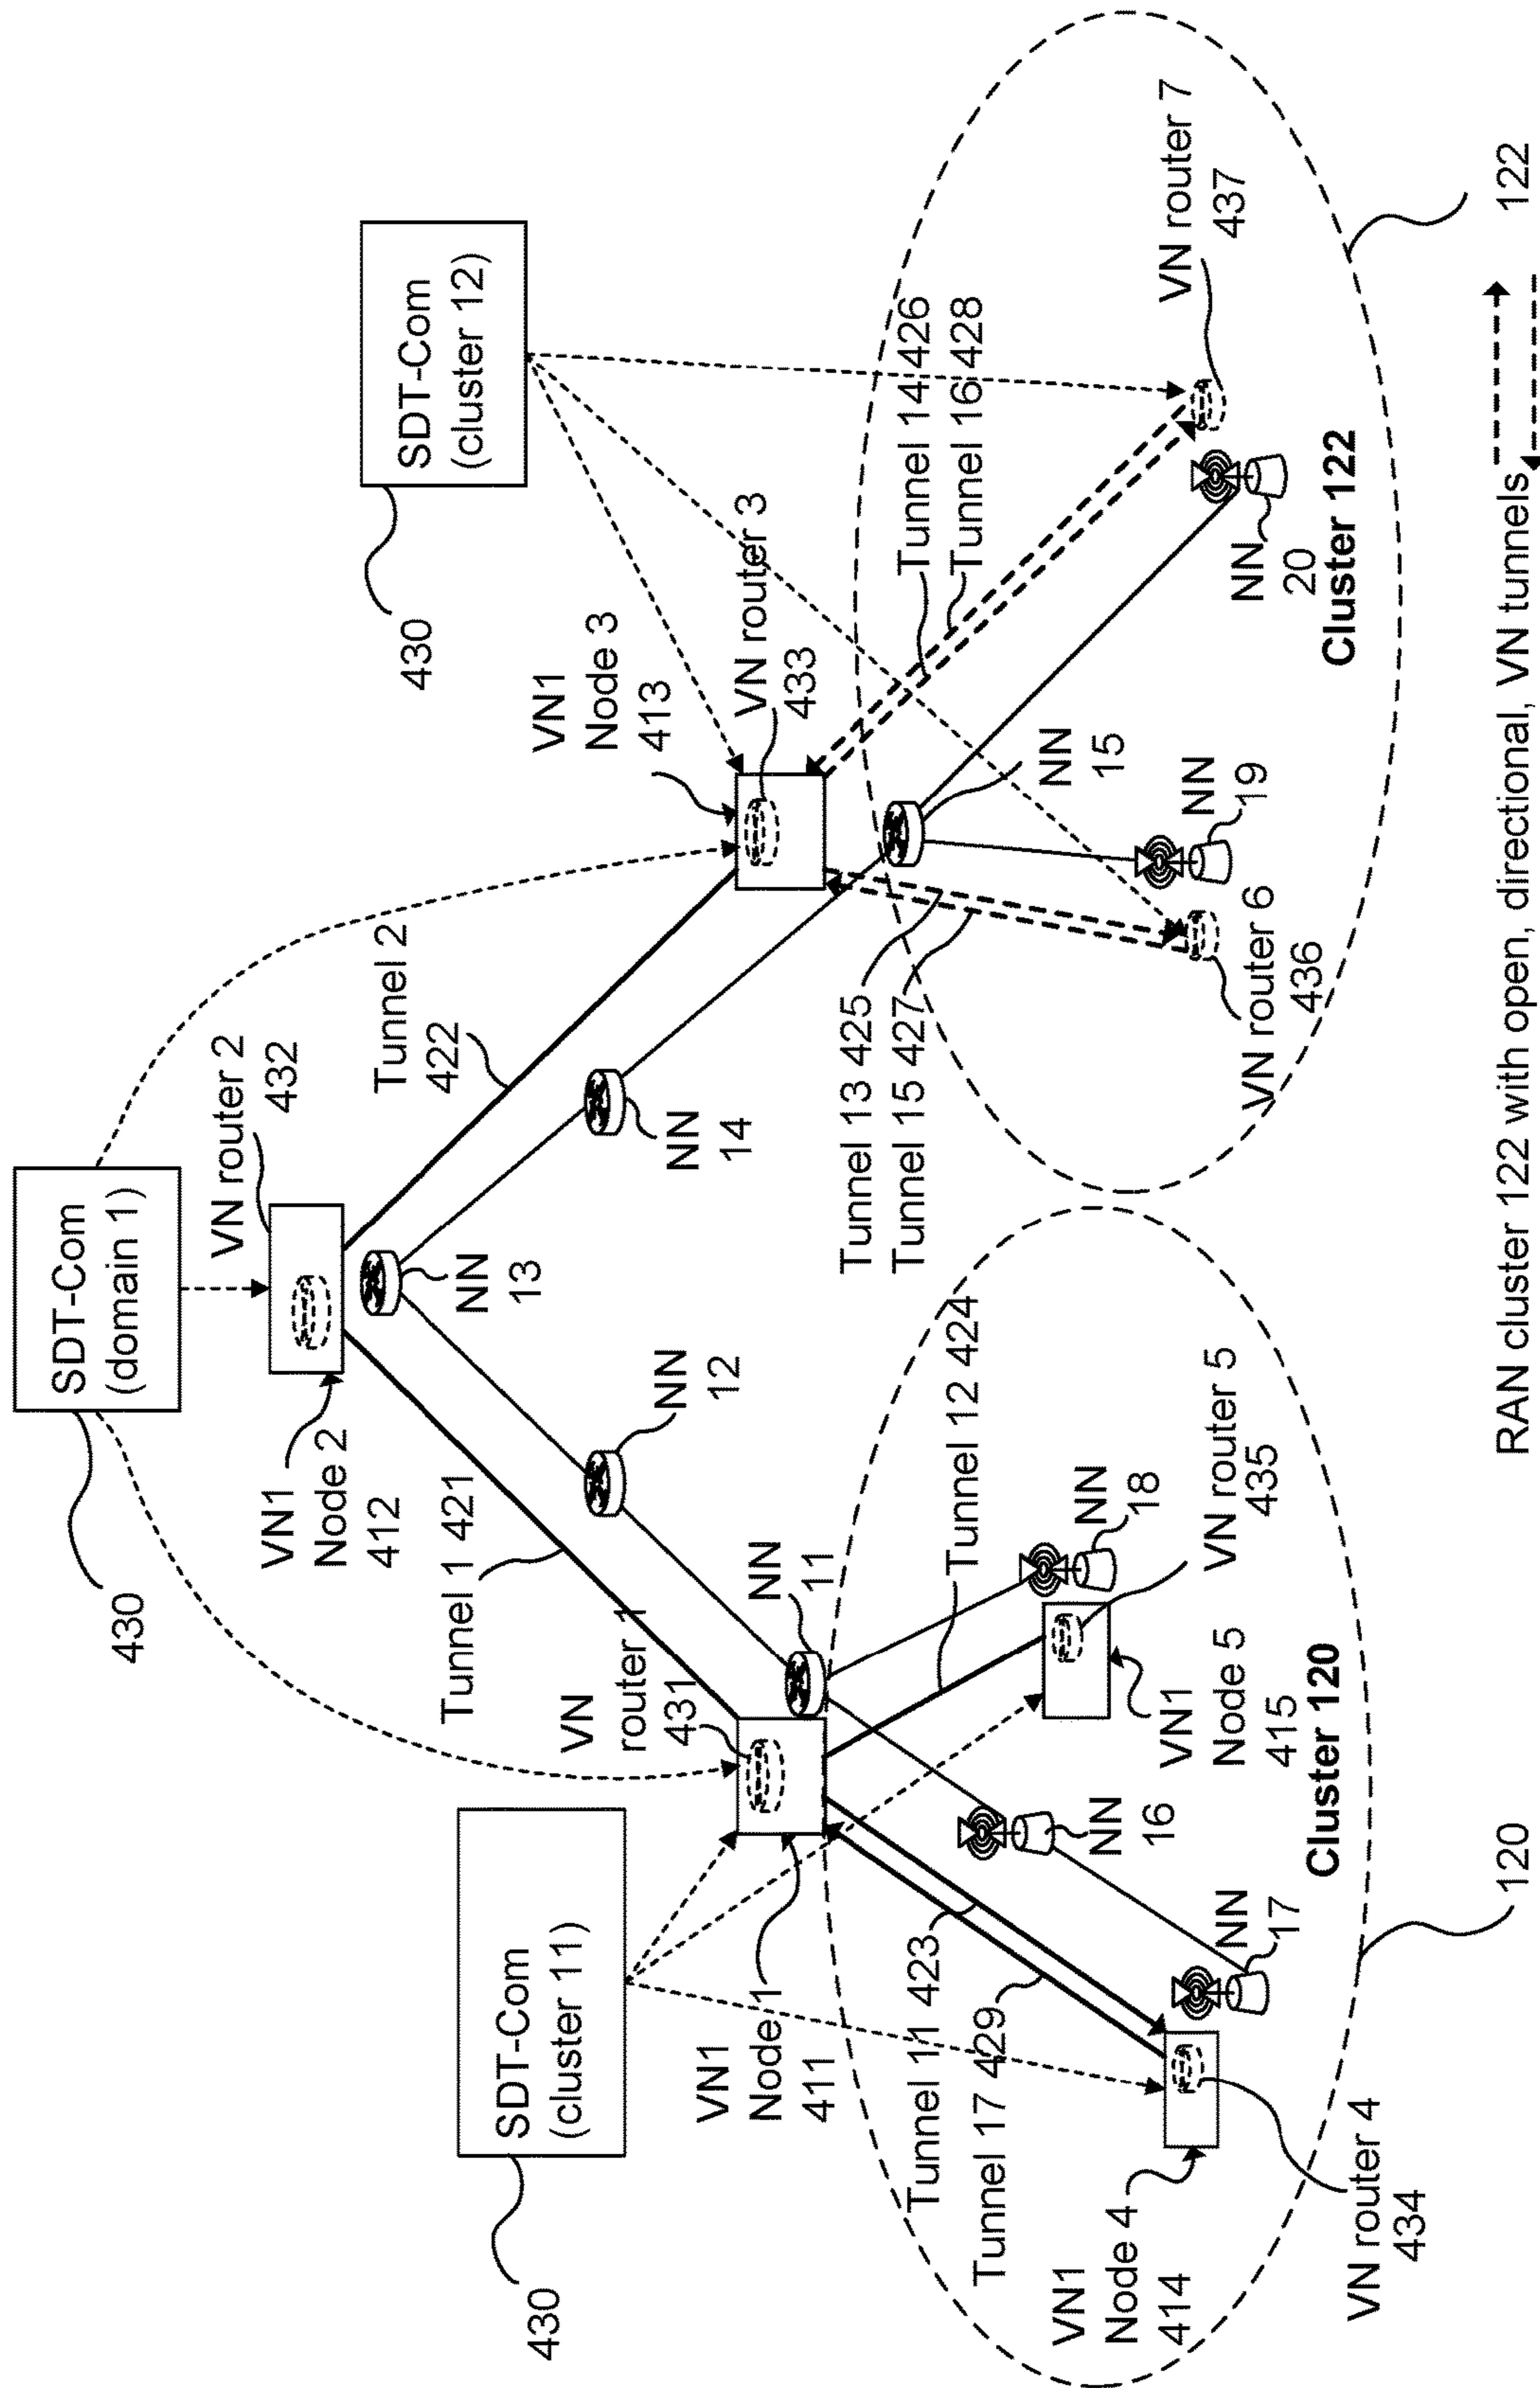 SDT-Com
(domain 1)
430
SDT-Com
(cluster 11)
430
SDT-Com
(cluster 12)
430
VN router 2
432
VN1
Node 2
412
Tunnel 1 421
Tunnel 2
422
NN
13
NN
12
NN
14
VN
router 1
431
NN
11
VN1
Node 1
411
VN1
Node 3
413
VN router 3
433
NN
15
Tunnel 11 423
Tunnel 17 429
Tunnel 12 424
Tunnel 13 425
Tunnel 15 427
Tunnel 14 426
Tunnel 16 428
NN
16
NN
17
NN
18
NN
19
NN
20
VN1
Node 4
414
VN router 4
434
VN1
Node 5
415
VN router 5
435
VN router 6
436
VN router 7
437
Cluster 120
Cluster 122
120
122
RAN cluster 122 with open, directional, VN tunnels